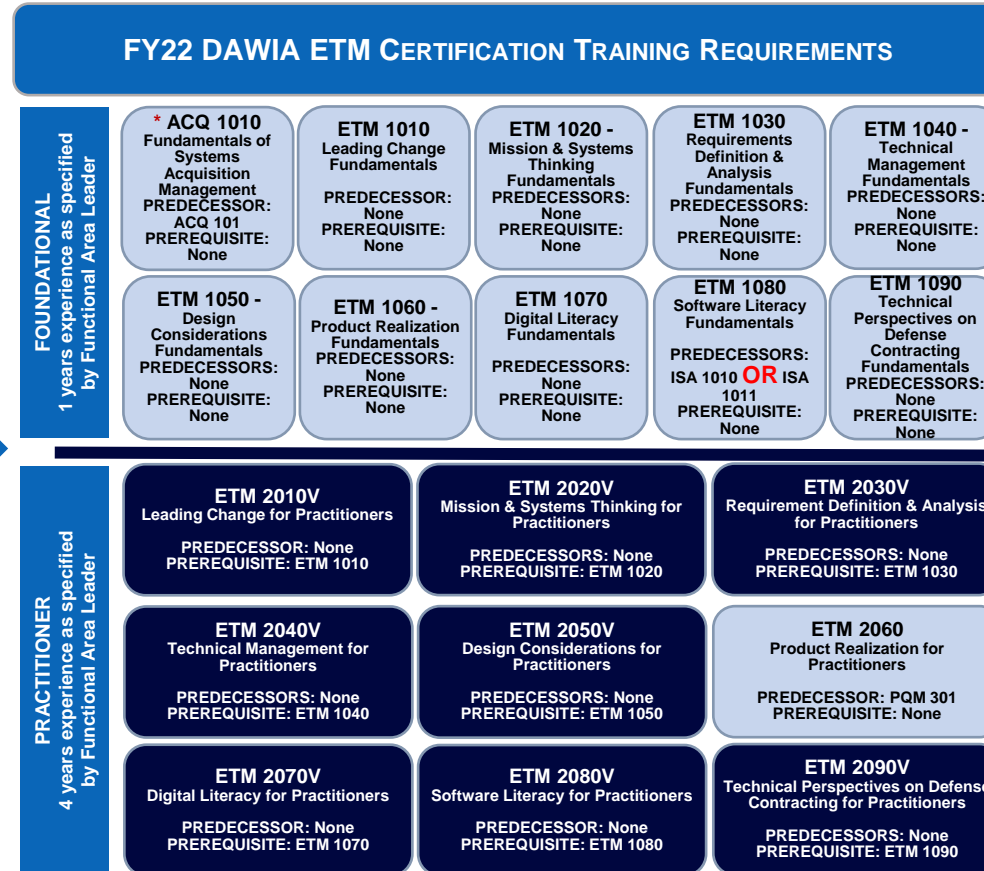 FY22 DAWIA ETM CERTIFICATION TRAINING REQUIREMENTS
FOUNDATIONAL
1 years experience as specified
by Functional Area Leader
* ACQ 1010
Fundamentals of
Systems
Acquisition
Management
PREDECESSOR:
ACQ 101
PREREQUISITE:
None
ETM 1010
Leading Change
Fundamentals
PREDECESSOR:
None
PREREQUISITE:
None
ETM 1020 -
Mission & Systems
Thinking
Fundamentals
PREDECESSORS:
None
PREREQUISITE:
None
ETM 1030
Requirements
Definition &
Analysis
Fundamentals
PREDECESSORS:
None
PREREQUISITE:
None
ETM 1040 -
Technical
Management
Fundamentals
PREDECESSORS:
None
PREREQUISITE:
None
ETM 1050 -
Design
Considerations
Fundamentals
PREDECESSORS:
None
PREREQUISITE:
None
ETM 1060 -
Product Realization
Fundamentals
PREDECESSORS:
None
PREREQUISITE:
None
ETM 1070
Digital Literacy
Fundamentals
PREDECESSORS:
None
PREREQUISITE:
None
ETM 1080
Software Literacy
Fundamentals
PREDECESSORS:
ISA 1010 OR ISA
1011
PREREQUISITE:
None
ETM 1090
Technical
Perspectives on
Defense
Contracting
Fundamentals
PREDECESSORS:
None
PREREQUISITE:
None
PRACTITIONER
4 years experience as specified
by Functional Area Leader
ETM 2010V
Leading Change for Practitioners
PREDECESSOR: None
PREREQUISITE: ETM 1010
ETM 2020V
Mission & Systems Thinking for
Practitioners
PREDECESSORS: None
PREREQUISITE: ETM 1020
ETM 2030V
Requirement Definition & Analysis
for Practitioners
PREDECESSORS: None
PREREQUISITE: ETM 1030
ETM 2040V
Technical Management for
Practitioners
PREDECESSORS: None
PREREQUISITE: ETM 1040
ETM 2050V
Design Considerations for
Practitioners
PREDECESSORS: None
PREREQUISITE: ETM 1050
ETM 2060
Product Realization for
Practitioners
PREDECESSOR: PQM 301
PREREQUISITE: None
ETM 2070V
Digital Literacy for Practitioners
PREDECESSOR: None
PREREQUISITE: ETM 1070
ETM 2080V
Software Literacy for Practitioners
PREDECESSOR: None
PREREQUISITE: ETM 1080
ETM 2090V
Technical Perspectives on Defense
Contracting for Practitioners
PREDECESSORS: None
PREREQUISITE: ETM 1090